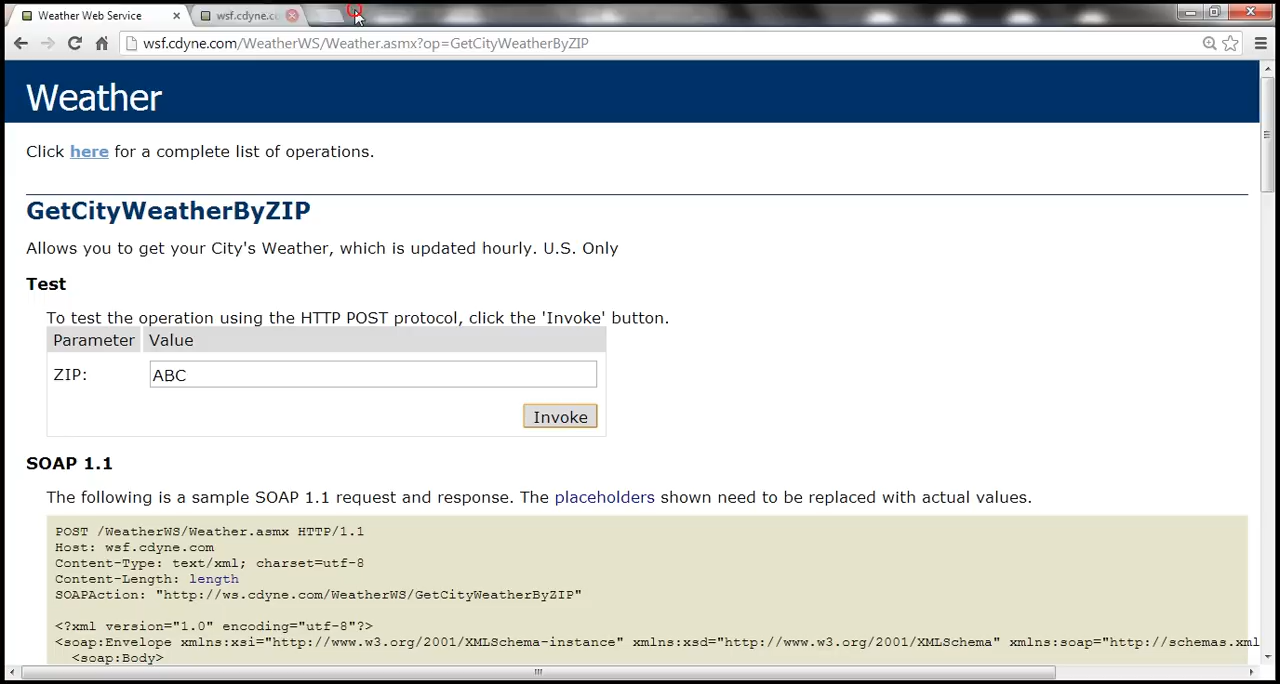 Weather Web Service
wsf.cdyne.c
wsf.cdyne.com/WeatherWS/Weather.asmx?op=GetCityWeatherByZIP
Weather
Click here for a complete list of operations.
GetCityWeatherByZIP
Allows you to get your City's Weather, which is updated hourly. U.S. Only
Test
To test the operation using the HTTP POST protocol, click the 'Invoke' button.
Parameter Value
ZIP: ABC
Invoke
SOAP 1.1
The following is a sample SOAP 1.1 request and response. The placeholders shown need to be replaced with actual values.
POST /WeatherWS/Weather.asmx HTTP/1.1
Host: wsf.cdyne.com
Content-Type: text/xml; charset=utf-8
Content-Length: length
SOAPAction: "http://ws.cdyne.com/WeatherWS/GetCityWeatherByZIP"
<?xml version="1.0" encoding="utf-8"?>
<soap:Envelope xmlns:xsi="http://www.w3.org/2001/XMLSchema-instance" xmlns:xsd="http://www.w3.org/2001/XMLSchema" xmlns:soap="http://schemas.xml
<soap:Body>